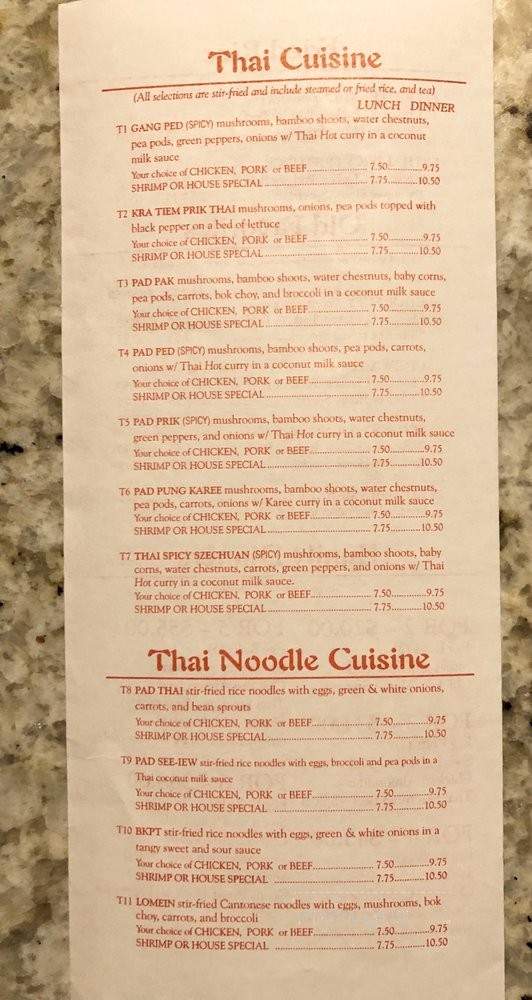 Thai Cuisine
(All selections are stir-fried and include steamed or fried rice, and tea)
LUNCH DINNER
T1 GANG PED (SPICY) mushrooms, bamboo shoots, water chestnuts,
pea pods, green peppers, onions w/ Thai Hot curry in a coconut
milk sauce
Your choice of CHICKEN, PORK or BEEF.................... 7.50............9.75
SHRIMP OR HOUSE SPECIAL ............................... 7.75............10.50
T2 KRA TIEM PRIK THAI mushrooms, onions, pea pods topped with
black pepper on a bed of lettuce
Your choice of CHICKEN, PORK or BEEF.................... 7.50............9.75
SHRIMP OR HOUSE SPECIAL ............................... 7.75............10.50
T3 PAD PAK mushrooms, bamboo shoots, water chestnuts, baby corns,
pea pods, carrots, bok choy, and broccoli in a coconut milk sauce
Your choice of CHICKEN, PORK or BEEF.................... 7.50............9.75
SHRIMP OR HOUSE SPECIAL ............................... 7.75............10.50
T4 PAD PED (SPICY) mushrooms, bamboo shoots, pea pods, carrots,
onions w/ Thai Hot curry in a coconut milk sauce
Your choice of CHICKEN, PORK or BEEF.................... 7.50............9.75
SHRIMP OR HOUSE SPECIAL............................... 7.75............10.50
T5 PAD PRIK (SPICY) mushrooms, bamboo shoots, water chestnuts,
green peppers, and onions w/ Thai Hot curry in a coconut milk sauce
Your choice of CHICKEN, PORK or BEEF.................... 7.50............9.75
SHRIMP OR HOUSE SPECIAL............................... 7.75............10.50
T6 PAD PUNG KAREE mushrooms, bamboo shoots, water chestnuts,
pea pods, carrots, onions w/ Karee curry in a coconut milk sauce
Your choice of CHICKEN, PORK or BEEF.................... 7.50............9.75
SHRIMP OR HOUSE SPECIAL............................... 7.75............10.50
T7 THAI SPICY SZECHUAN (SPICY) mushrooms, bamboo shoots, baby
corns, water chestnuts, carrots, green peppers, and onions w/ Thai
Hot curry in a coconut milk sauce.
Your choice of CHICKEN, PORK or BEEF.................... 7.50............9.75
SHRIMP OR HOUSE SPECIAL............................... 7.75............10.50
Thai Noodle Cuisine
T8 PAD THAI stir-fried rice noodles with eggs, green & white onions,
carrots, and bean sprouts
Your choice of CHICKEN, PORK or BEEF.................... 7.50............9.75
SHRIMP OR HOUSE SPECIAL............................... 7.75............10.50
T9 PAD SEE-IEW stir-fried rice noodles with eggs, broccoli and pea pods in a
Thai coconut milk sauce
Your choice of CHICKEN, PORK or BEEF.................... 7.50............9.75
SHRIMP OR HOUSE SPECIAL ............................... 7.75............10.50
T10 BKPT stir-fried rice noodles with eggs, green & white onions in a
tangy sweet and sour sauce
Your choice of CHICKEN, PORK or BEEF.................... 7.50............9.75
SHRIMP OR HOUSE SPECIAL ............................... 7.75............10.50
T11 LOMEIN stir-fried Cantonese noodles with eggs, mushrooms, bok
choy, carrots, and broccoli
Your choice of CHICKEN, PORK or BEEF.................... 7.50............9.75
SHRIMP OR HOUSE SPECIAL ............................... 7.75............10.50